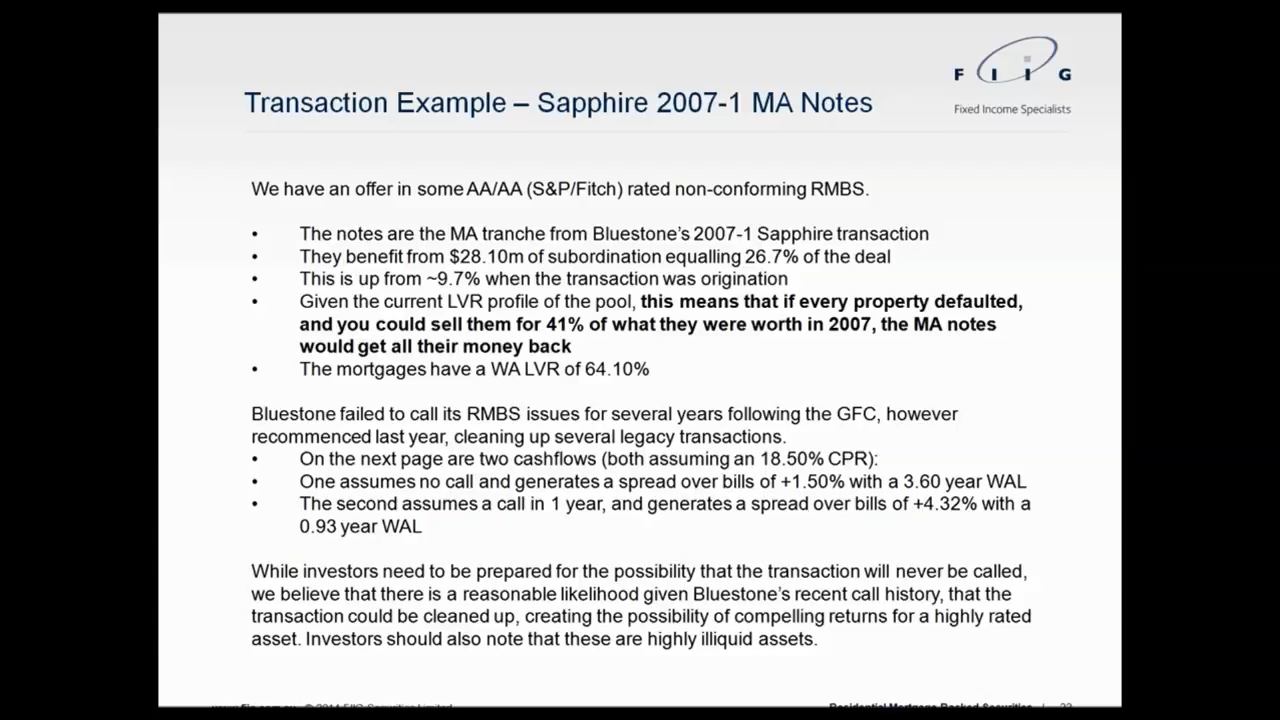 F I I G
Fixed Income Specialists
Transaction Example – Sapphire 2007-1 MA Notes
We have an offer in some AA/AA (S&P/Fitch) rated non-conforming RMBS.
• The notes are the MA tranche from Bluestone's 2007-1 Sapphire transaction
• They benefit from $28.10m of subordination equalling 26.7% of the deal
• This is up from ~9.7% when the transaction was origination
• Given the current LVR profile of the pool, this means that if every property defaulted,
and you could sell them for 41% of what they were worth in 2007, the MA notes
would get all their money back
• The mortgages have a WA LVR of 64.10%
Bluestone failed to call its RMBS issues for several years following the GFC, however
recommenced last year, cleaning up several legacy transactions.
• On the next page are two cashflows (both assuming an 18.50% CPR):
• One assumes no call and generates a spread over bills of +1.50% with a 3.60 year WAL
• The second assumes a call in 1 year, and generates a spread over bills of +4.32% with a
0.93 year WAL
While investors need to be prepared for the possibility that the transaction will never be called,
we believe that there is a reasonable likelihood given Bluestone's recent call history, that the
transaction could be cleaned up, creating the possibility of compelling returns for a highly rated
asset. Investors should also note that these are highly illiquid assets.
Residential Mortgage Backed Securities |